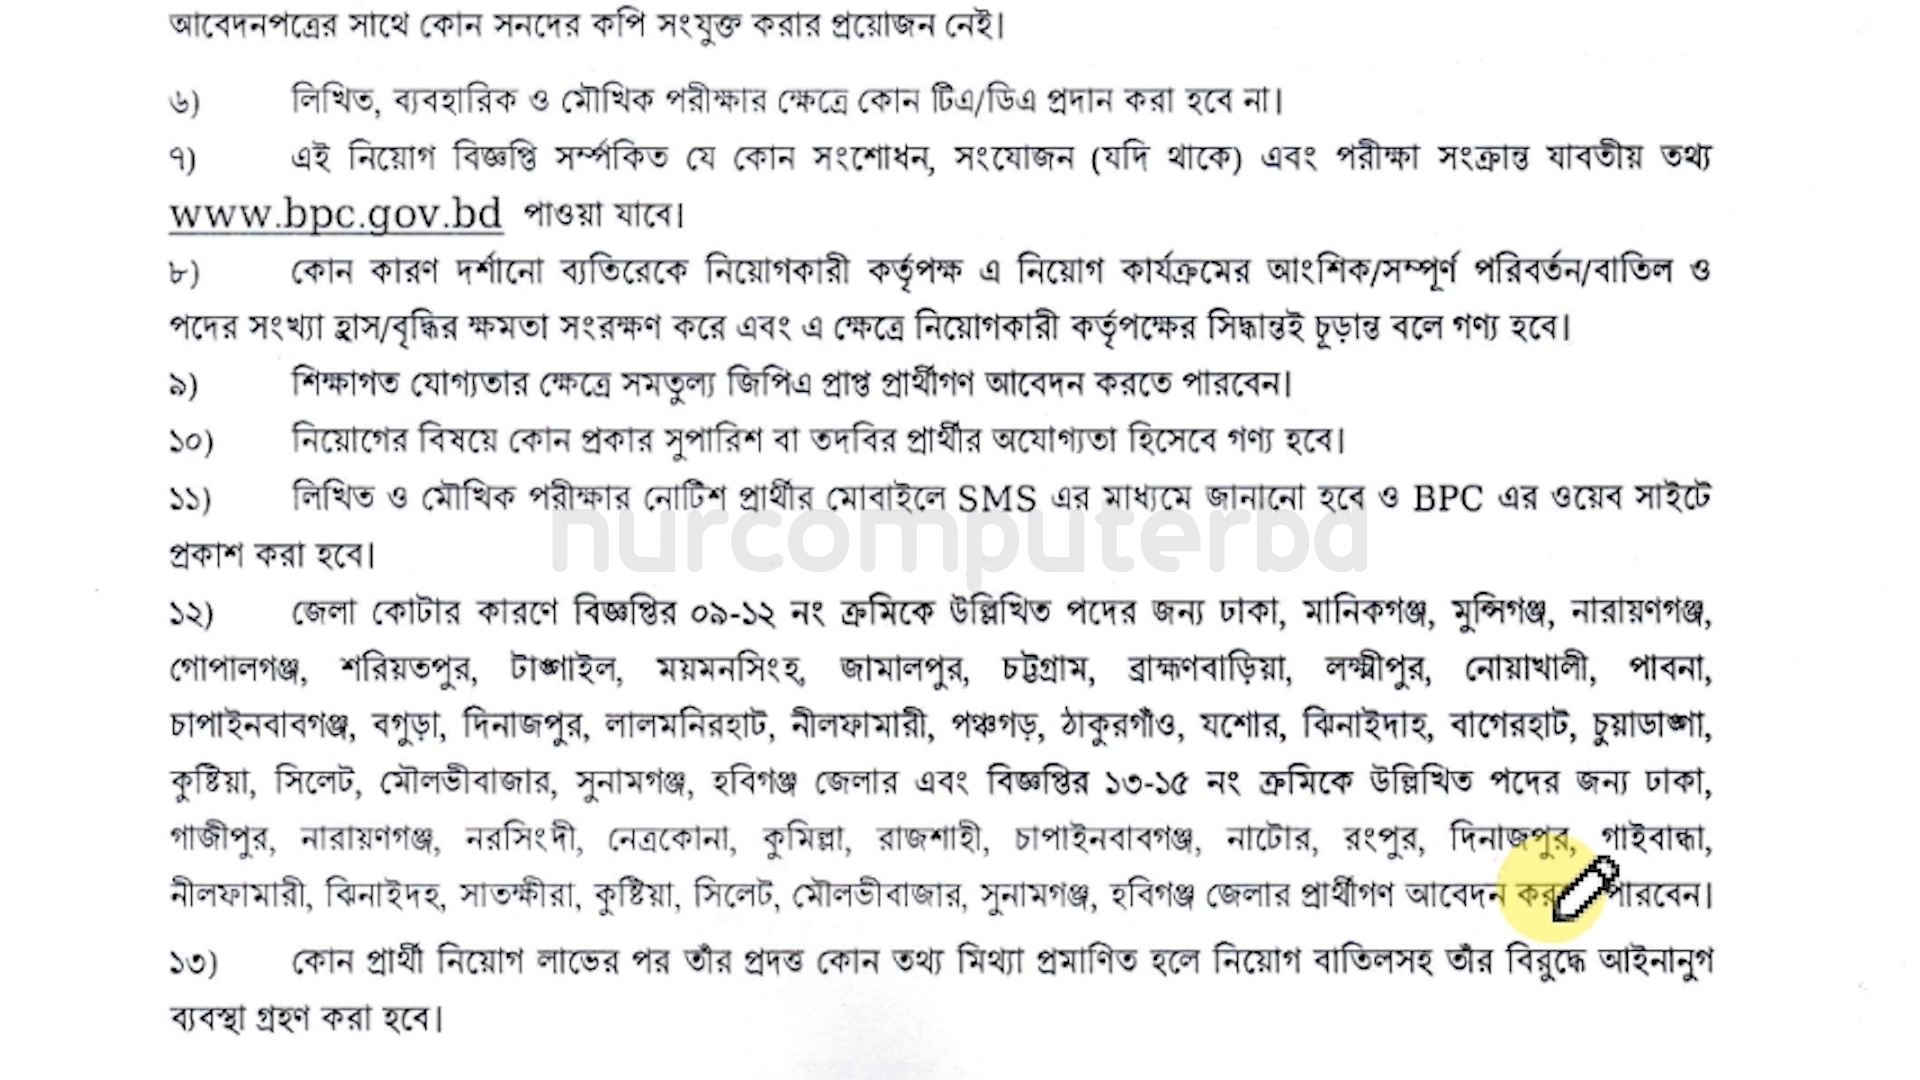 আবেদনপত্রের সাথে কোন সনদের কপি সংযুক্ত করার প্রয়োজন নেই।
৬) লিখিত, ব্যবহারিক ও মৌখিক পরীক্ষার ক্ষেত্রে কোন টিএ/ডিএ প্রদান করা হবে না।
৭) এই নিয়োগ বিজ্ঞপ্তি সম্পর্কিত যে কোন সংশোধন, সংযোজন (যদি থাকে) এবং পরীক্ষা সংক্রান্ত যাবতীয় তথ্য
www.bpc.gov.bd পাওয়া যাবে।
৮) কোন কারণ দর্শানো ব্যতিরেকে নিয়োগকারী কর্তৃপক্ষ এ নিয়োগ কার্যক্রমের আংশিক/সম্পূর্ণ পরিবর্তন/বাতিল ও
পদের সংখ্যা হ্রাস/বৃদ্ধির ক্ষমতা সংরক্ষণ করে এবং এ ক্ষেত্রে নিয়োগকারী কর্তৃপক্ষের সিদ্ধান্তই চূড়ান্ত বলে গণ্য হবে।
৯) শিক্ষাগত যোগ্যতার ক্ষেত্রে সমতুল্য জিপিএ প্রাপ্ত প্রার্থীগণ আবেদন করতে পারবেন।
১০) নিয়োগের বিষয়ে কোন প্রকার সুপারিশ বা তদবির প্রার্থীর অযোগ্যতা হিসেবে গণ্য হবে।
১১) লিখিত ও মৌখিক পরীক্ষার নোটিশ প্রার্থীর মোবাইলে SMS এর মাধ্যমে জানানো হবে ও BPC এর ওয়েব সাইটে
nurcomputerbd
প্রকাশ করা হবে।
১২) জেলা কোটার কারণে বিজ্ঞপ্তির ০৯-১২ নং ক্রমিকে উল্লিখিত পদের জন্য ঢাকা, মানিকগঞ্জ, মুন্সিগঞ্জ, নারায়ণগঞ্জ,
গোপালগঞ্জ, শরিয়তপুর, টাঙ্গাইল, ময়মনসিংহ, জামালপুর, চট্টগ্রাম, ব্রাহ্মণবাড়িয়া, লক্ষ্মীপুর, নোয়াখালী, পাবনা,
চাপাইনবাবগঞ্জ, বগুড়া, দিনাজপুর, লালমনিরহাট, নীলফামারী, পঞ্চগড়, ঠাকুরগাঁও, যশোর, ঝিনাইদাহ, বাগেরহাট, চুয়াডাঙ্গা,
কুষ্টিয়া, সিলেট, মৌলভীবাজার, সুনামগঞ্জ, হবিগঞ্জ জেলার এবং বিজ্ঞপ্তির ১৩-১৫ নং ক্রমিকে উল্লিখিত পদের জন্য ঢাকা,
গাজীপুর, নারায়ণগঞ্জ, নরসিংদী, নেত্রকোনা, কুমিল্লা, রাজশাহী, চাপাইনবাবগঞ্জ, নাটোর, রংপুর, দিনাজপুর, গাইবান্ধা,
নীলফামারী, ঝিনাইদহ, সাতক্ষীরা, কুষ্টিয়া, সিলেট, মৌলভীবাজার, সুনামগঞ্জ, হবিগঞ্জ জেলার প্রার্থীগণ আবেদন পারবেন।
১৩) কোন প্রার্থী নিয়োগ লাভের পর তাঁর প্রদত্ত কোন তথ্য মিথ্যা প্রমাণিত হলে নিয়োগ বাতিলসহ তাঁর বিরুদ্ধে আইনানুগ
ব্যবস্থা গ্রহণ করা হবে।